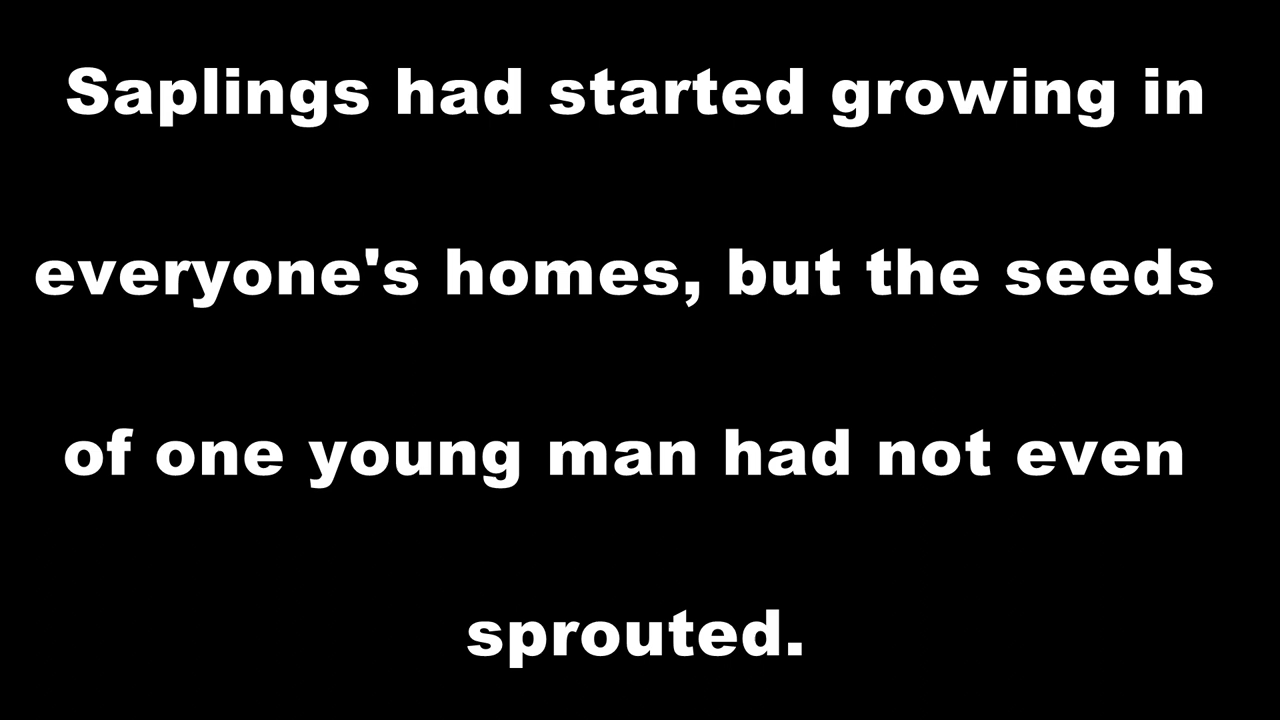 Saplings had started growing in
everyone's homes, but the seeds
of one young man had not even
sprouted.